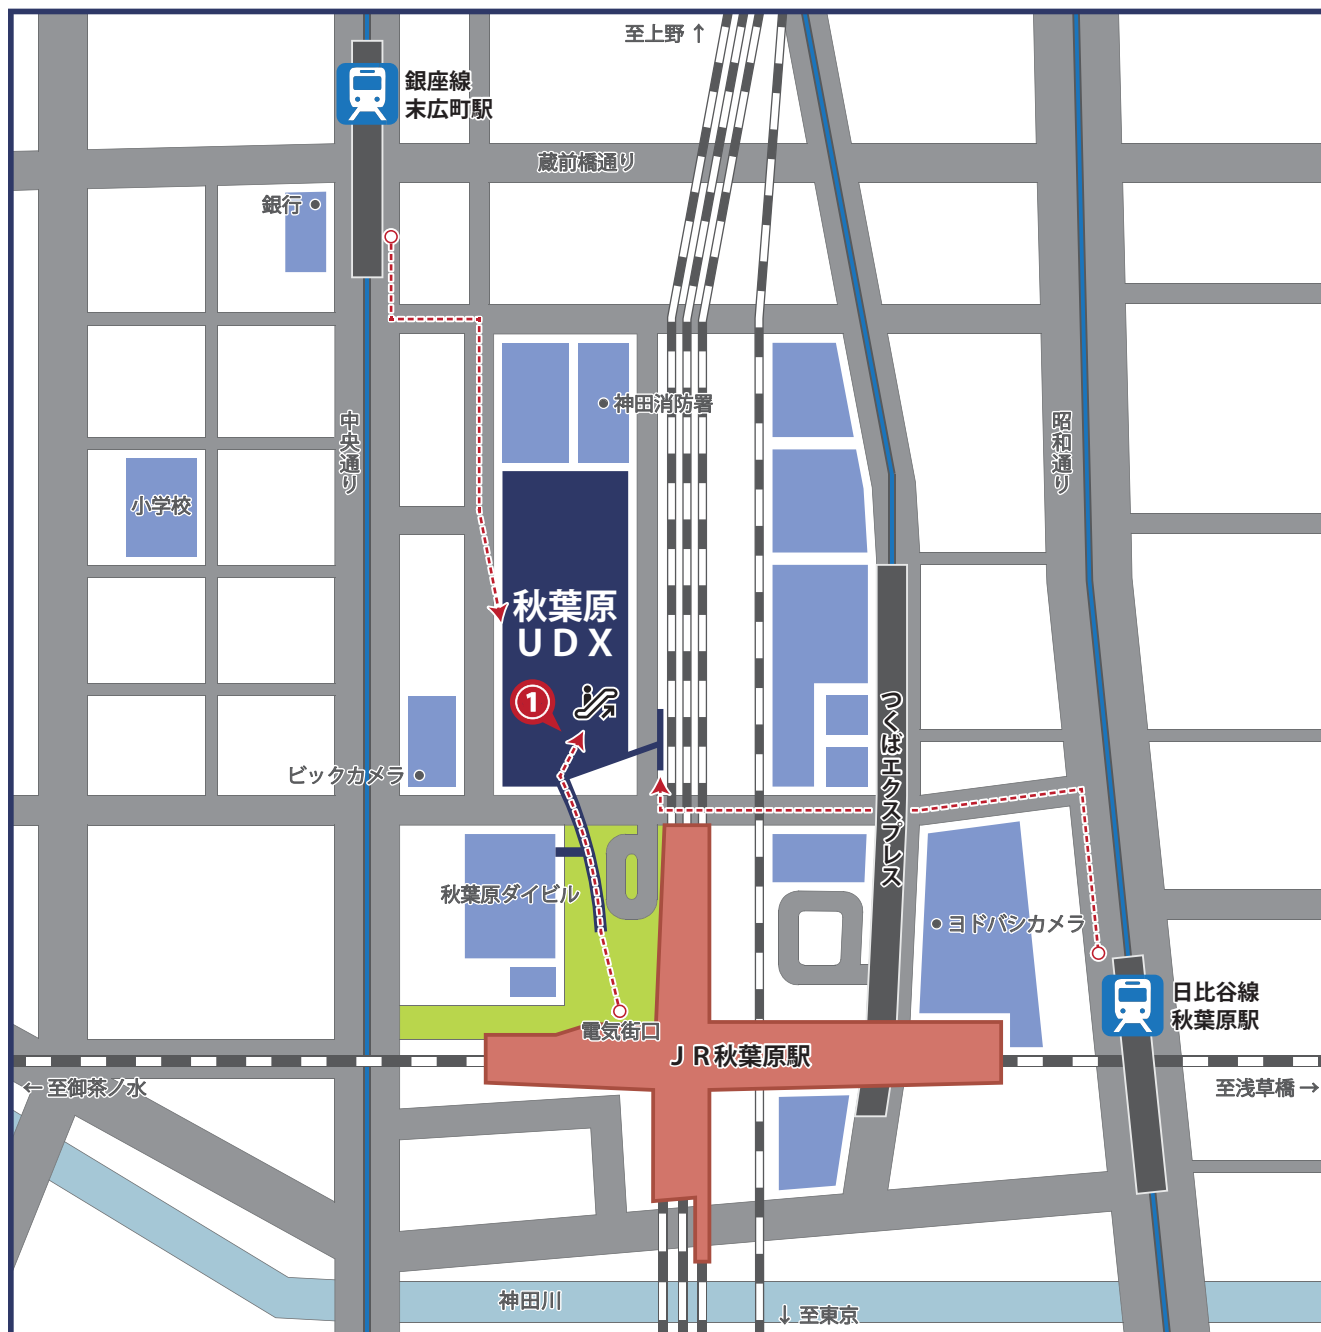 至上野 ↑
銀座線
末広町駅
蔵前橋通り
銀行
神田消防署
中央通り
昭和通り
小学校
秋葉原
UDX
1
つくばエクスプレス
ビックカメラ
秋葉原ダイビル
ヨドバシカメラ
日比谷線
秋葉原駅
電気街口
JR秋葉原駅
← 至御茶ノ水
至浅草橋 →
神田川
↓ 至東京